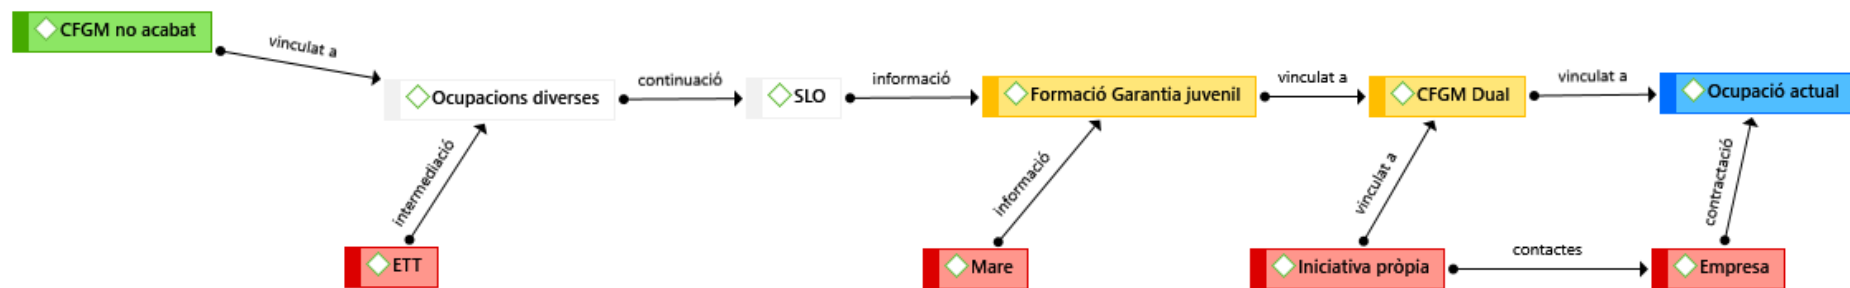 CFGM no acabat
vinculat a
Ocupacions diverses
continuació
SLO
informació
Formació Garantia juvenil
vinculat a
CFGM Dual
vinculat a
Ocupació actual
intermediació
informació
vinculat a
contractació
ETT
Mare
Iniciativa pròpia
contactes
Empresa